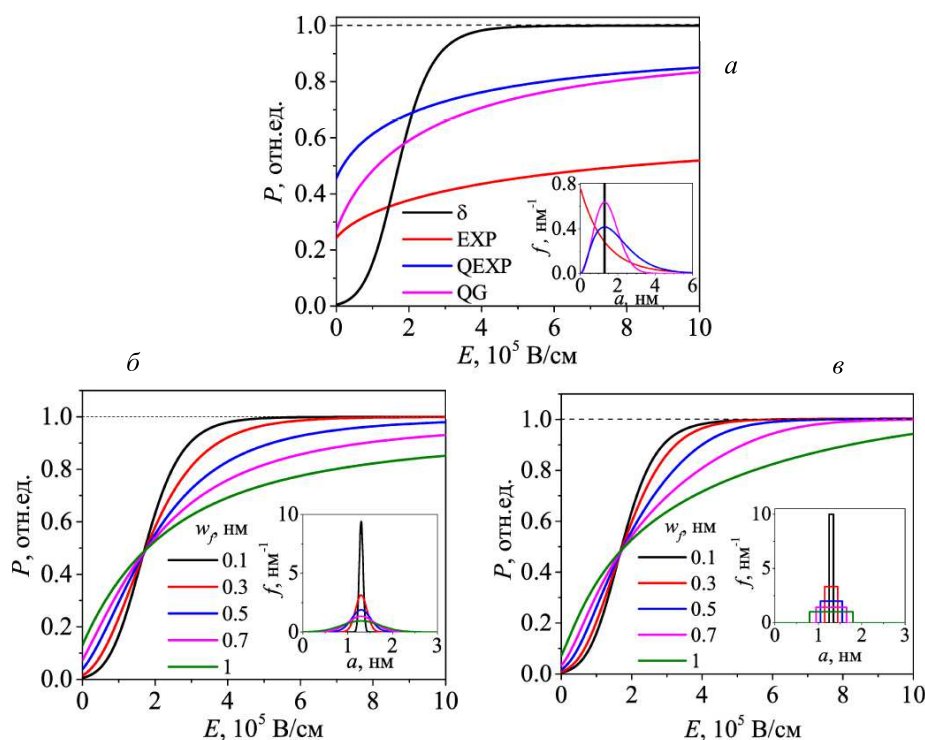 а
P, отн.ед.
1.0
0.8
0.6
0.4
0.2
0.0
δ
EXP
QEXP
QG
f, нм⁻¹
0.8
0.4
0.0
0 2 4 6
a, нм
0 2 4 6 8 10
E, 10⁵ В/см
б
P, отн.ед.
1.0
0.8
0.6
0.4
0.2
0.0
w_f, нм
0.1
0.3
0.5
0.7
1
f, нм⁻¹
10
5
0
0 1 2 3
a, нм
0 2 4 6 8 10
E, 10⁵ В/см
в
P, отн.ед.
1.0
0.8
0.6
0.4
0.2
0.0
w_f, нм
0.1
0.3
0.5
0.7
1
f, нм⁻¹
10
5
0
0 1 2 3
a, нм
0 2 4 6 8 10
E, 10⁵ В/см